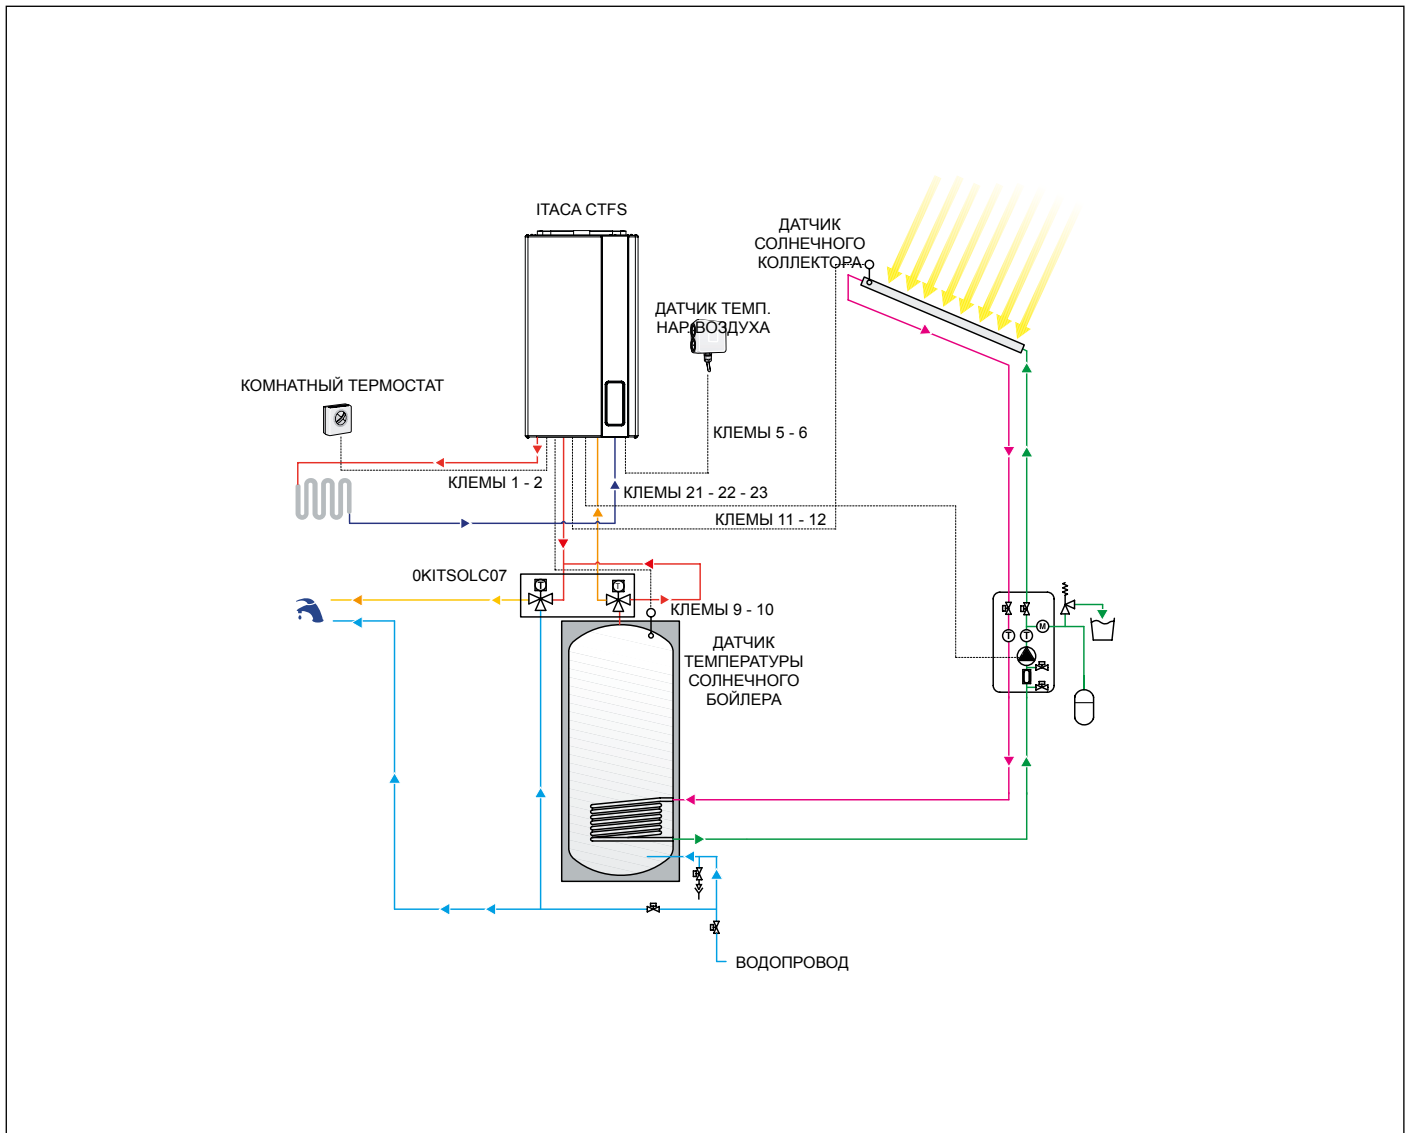 ITACA CTFS
ДАТЧИК
СОЛНЕЧНОГО
КОЛЛЕКТОРА
ДАТЧИК ТЕМП.
НАР. ВОЗДУХА
КОМНАТНЫЙ ТЕРМОСТАТ
КЛЕМЫ 5 - 6
КЛЕМЫ 1 - 2
КЛЕМЫ 21 - 22 - 23
КЛЕМЫ 11 - 12
0KITSOLC07
T
T
КЛЕМЫ 9 - 10
ДАТЧИК
ТЕМПЕРАТУРЫ
СОЛНЕЧНОГО
БОЙЛЕРА
M
T
T
ВОДОПРОВОД